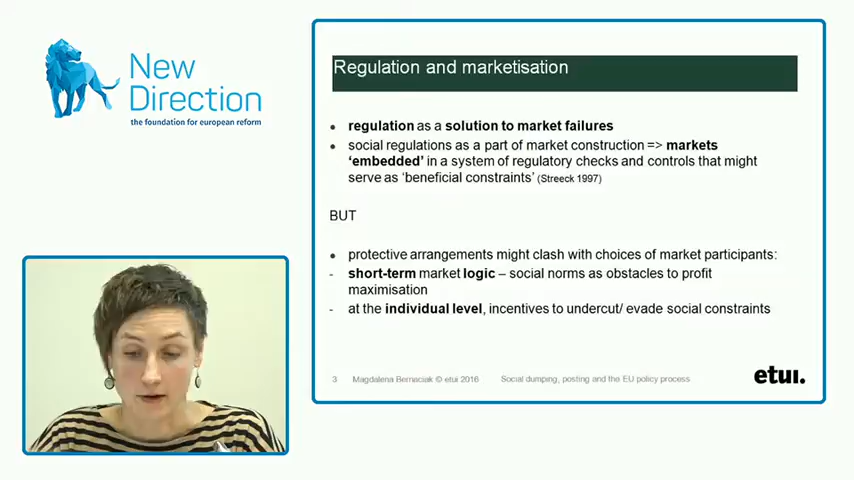 New
Direction
the foundation for european reform
Regulation and marketisation
• regulation as a solution to market failures
• social regulations as a part of market construction => markets
‘embedded’ in a system of regulatory checks and controls that might
serve as ‘beneficial constraints’ (Streeck 1997)
BUT
• protective arrangements might clash with choices of market participants:
- short-term market logic – social norms as obstacles to profit
maximisation
- at the individual level, incentives to undercut/ evade social constraints
3 Magdalena Bernaciak © etui 2016 Social dumping, posting and the EU policy process
etui.